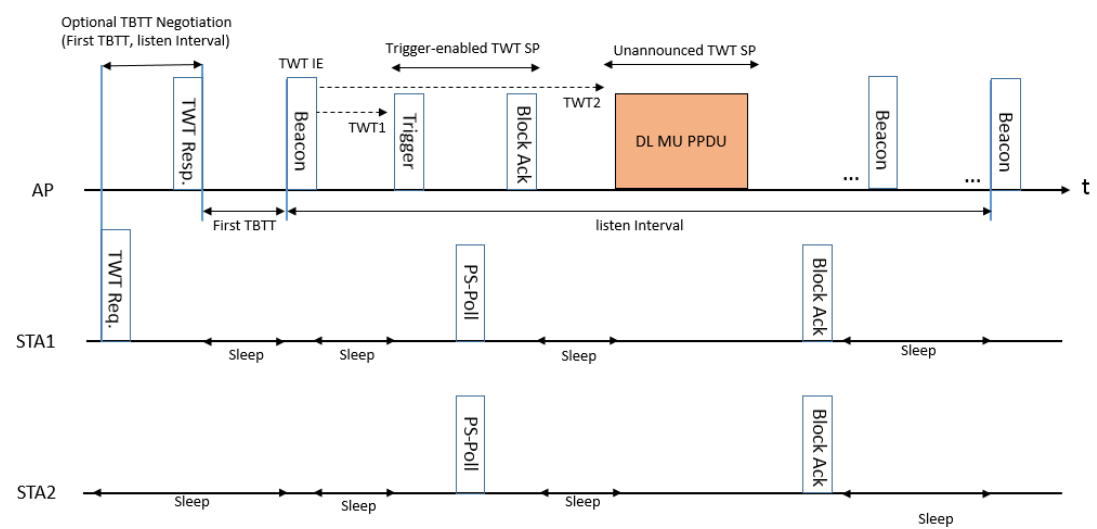 Optional TBTT Negotiation
(First TBTT, listen Interval)
TWT IE
Trigger-enabled TWT SP
Unannounced TWT SP
TWT Resp.
Beacon
TWT1
Trigger
Block Ack
TWT2
DL MU PPDU
...
Beacon
...
Beacon
AP
t
First TBTT
listen Interval
TWT Req.
PS-Poll
Block Ack
STA1
Sleep
Sleep
Sleep
Sleep
PS-Poll
Block Ack
STA2
Sleep
Sleep
Sleep
Sleep